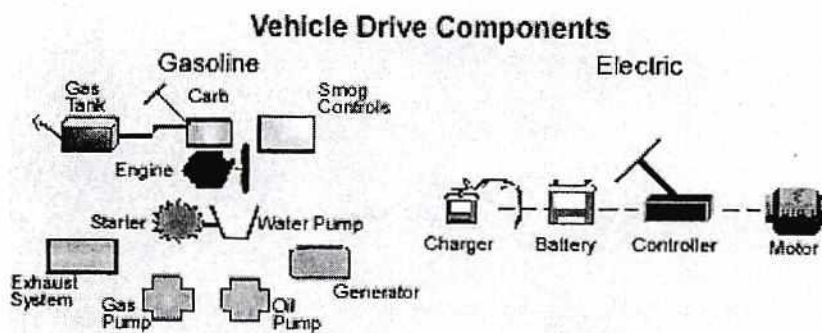 Vehicle Drive Components
Gasoline
Electric
Gas
Tank
Carb
Smog
Controls
Engine
Starter
Water Pump
Charger
Battery
Controller
Motor
Exhaust
System
Gas
Pump
Oil
Pump
Generator